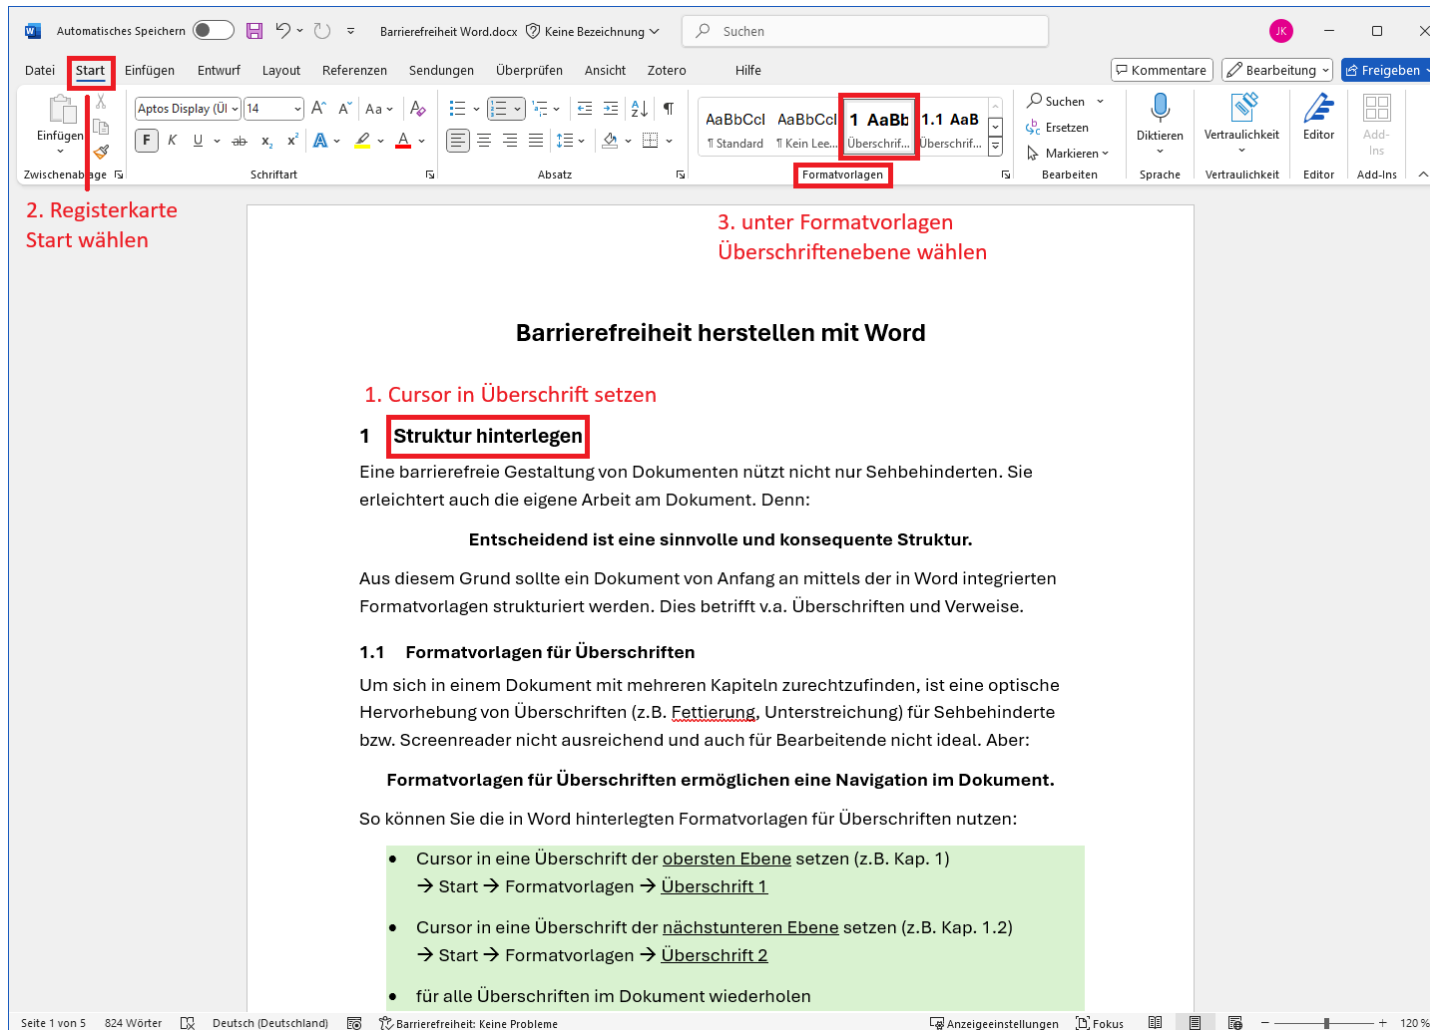 Automatisches Speichern
Barrierefreiheit Word.docx
Keine Bezeichnung
Suchen
JK
Datei Start Einfügen Entwurf Layout Referenzen Sendungen Überprüfen Ansicht Zotero Hilfe
Kommentare Bearbeitung Freigeben
Einfügen
Aptos Display (Ül 14
AaBbCcI AaBbCcI 1 AaBb 1.1 AaB
¶ Standard ¶ Kein Lee... Überschrif... Überschrif...
Suchen
Ersetzen
Markieren
Diktieren
Vertraulichkeit
Editor
Add-
Ins
Zwischenablage Schriftart Absatz Formatvorlagen Bearbeiten Sprache Vertraulichkeit Editor Add-Ins
2. Registerkarte
Start wählen
3. unter Formatvorlagen
Überschriftenebene wählen
Barrierefreiheit herstellen mit Word
1. Cursor in Überschrift setzen
1 Struktur hinterlegen
Eine barrierefreie Gestaltung von Dokumenten nützt nicht nur Sehbehinderten. Sie
erleichtert auch die eigene Arbeit am Dokument. Denn:
Entscheidend ist eine sinnvolle und konsequente Struktur.
Aus diesem Grund sollte ein Dokument von Anfang an mittels der in Word integrierten
Formatvorlagen strukturiert werden. Dies betrifft v.a. Überschriften und Verweise.
1.1 Formatvorlagen für Überschriften
Um sich in einem Dokument mit mehreren Kapiteln zurechtzufinden, ist eine optische
Hervorhebung von Überschriften (z.B. Fettierung, Unterstreichung) für Sehbehinderte
bzw. Screenreader nicht ausreichend und auch für Bearbeitende nicht ideal. Aber:
Formatvorlagen für Überschriften ermöglichen eine Navigation im Dokument.
So können Sie die in Word hinterlegten Formatvorlagen für Überschriften nutzen:
• Cursor in eine Überschrift der obersten Ebene setzen (z.B. Kap. 1)
→ Start → Formatvorlagen → Überschrift 1
• Cursor in eine Überschrift der nächstunteren Ebene setzen (z.B. Kap. 1.2)
→ Start → Formatvorlagen → Überschrift 2
• für alle Überschriften im Dokument wiederholen
Seite 1 von 5 824 Wörter Deutsch (Deutschland) Barrierefreiheit: Keine Probleme Anzeigeeinstellungen Fokus 120 %